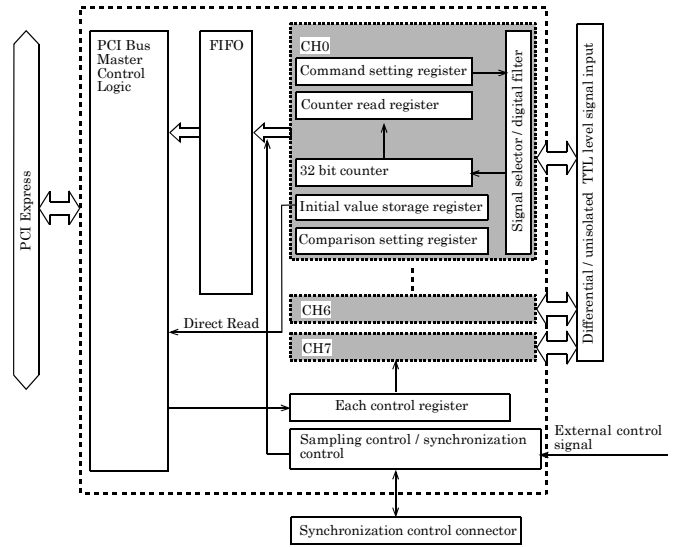 PCI Express
PCI Bus
Master
Control
Logic
FIFO
CH0
Command setting register
Counter read register
32 bit counter
Initial value storage register
Comparison setting register
Signal selector / digital filter
Differential / unisolated TTL level signal input
CH6
Direct Read
CH7
Each control register
Sampling control / synchronization
control
External control
signal
Synchronization control connector